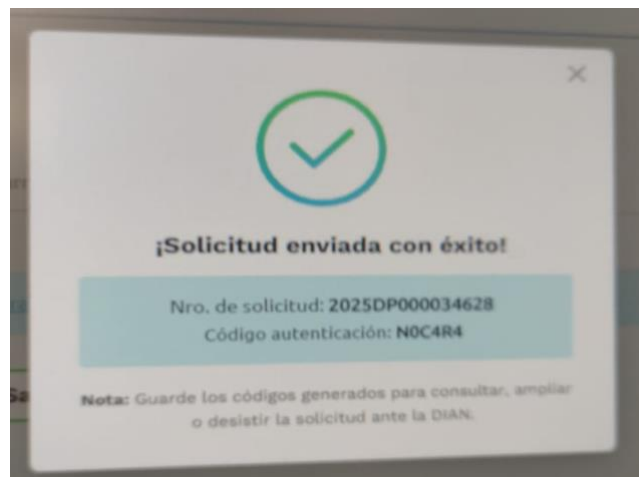 ¡Solicitud enviada con éxito!
Nro. de solicitud: 2025DP000034628
Código autenticación: N0C4R4
Nota: Guarde los códigos generados para consultar, ampliar
o desistir la solicitud ante la DIAN.